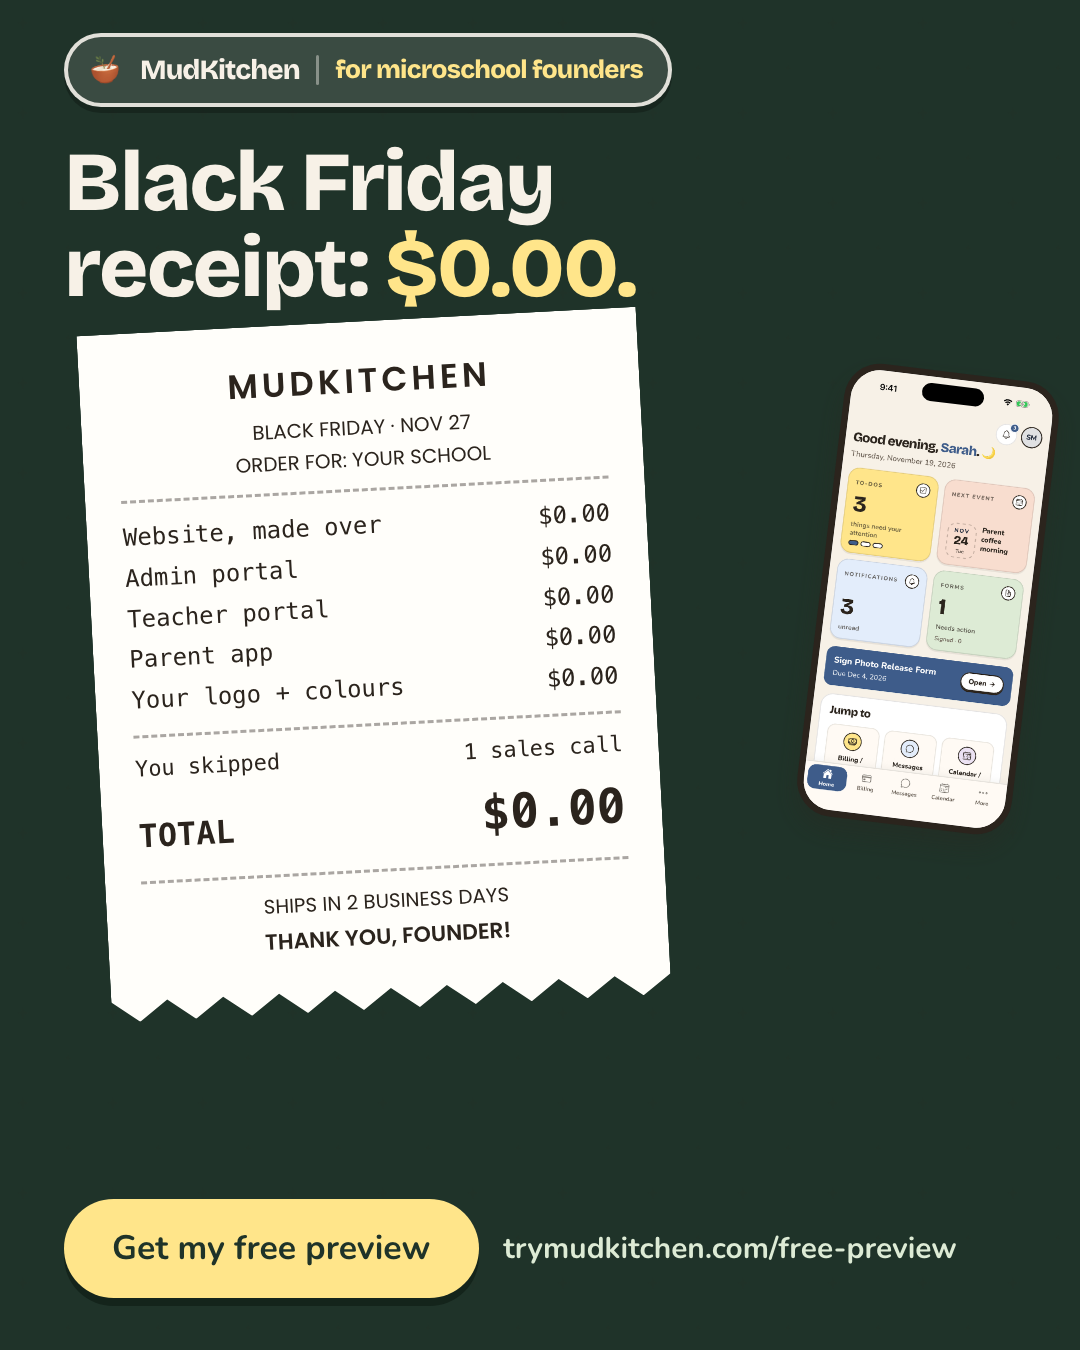 MudKitchen | for microschool founders
Black Friday
receipt: $0.00.
MUDKITCHEN
BLACK FRIDAY · NOV 27
ORDER FOR: YOUR SCHOOL
Website, made over $0.00
Admin portal $0.00
Teacher portal $0.00
Parent app $0.00
Your logo + colours $0.00
You skipped 1 sales call
TOTAL $0.00
SHIPS IN 2 BUSINESS DAYS
THANK YOU, FOUNDER!
9:41
Good evening, Sarah.
SM
Thursday, November 19, 2026
TO-DOS
3
things need your
attention
NEXT EVENT
NOV
24
Tue
Parent
coffee
morning
NOTIFICATIONS
3
unread
FORMS
1
Needs action
Signed · 0
Sign Photo Release Form
Due Dec 4, 2026
Open →
Jump to
Billing /
Messages
Calendar /
Home
Billing
Messages
Calendar
More
Get my free preview
trymudkitchen.com/free-preview